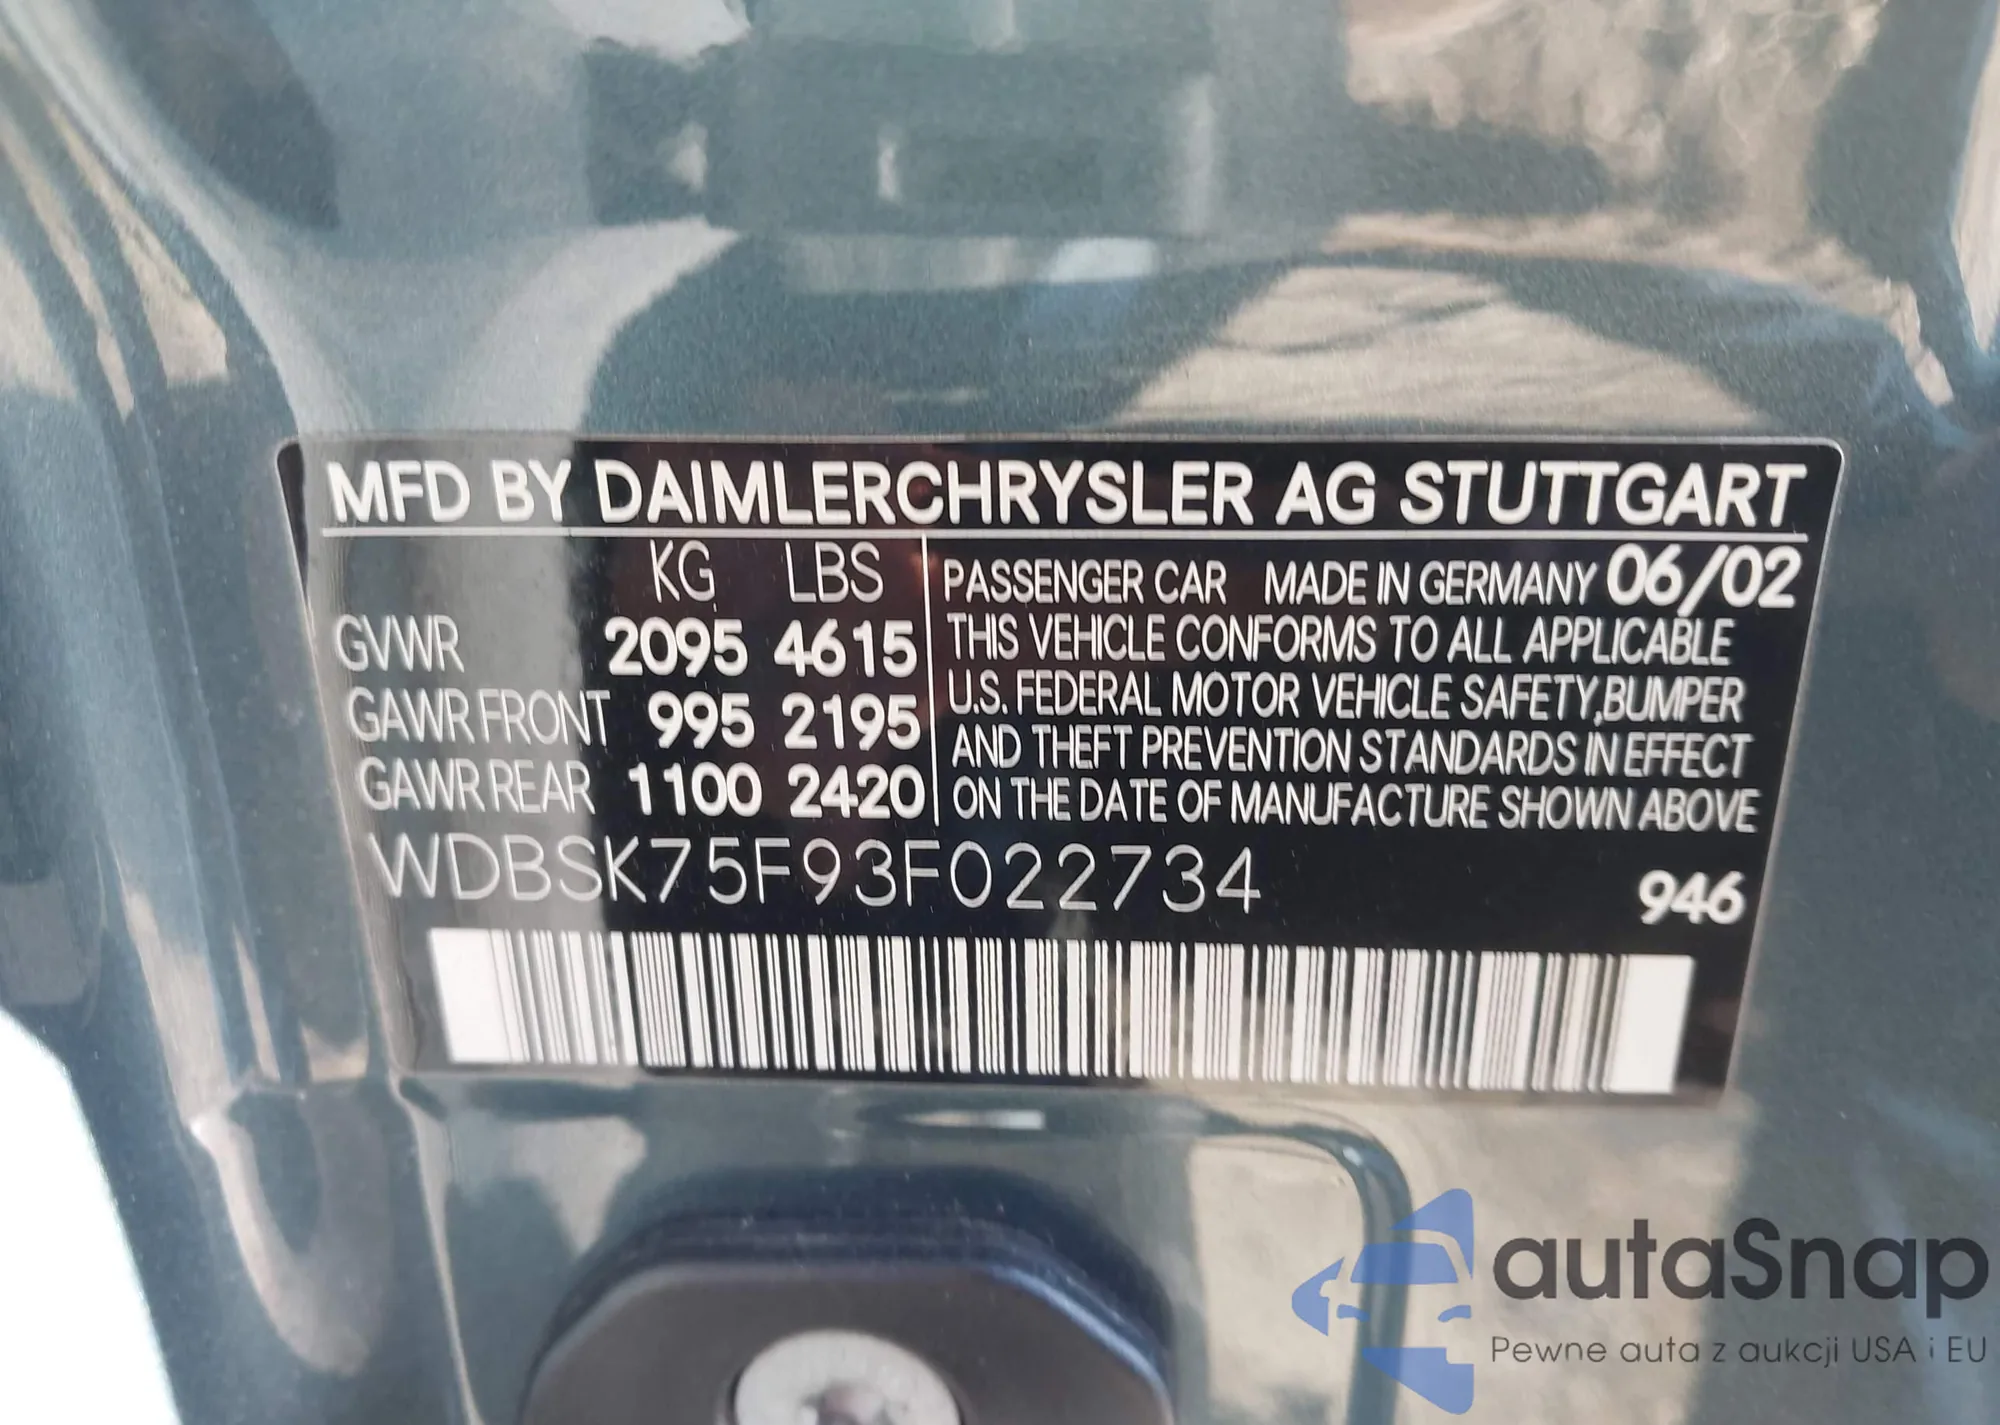 MFD BY DAIMLERCHRYSLER AG STUTTGART
KG LBS
GVWR 2095 4615
GAWR FRONT 995 2195
GAWR REAR 1100 2420
PASSENGER CAR MADE IN GERMANY 06/02
THIS VEHICLE CONFORMS TO ALL APPLICABLE
U.S. FEDERAL MOTOR VEHICLE SAFETY,BUMPER
AND THEFT PREVENTION STANDARDS IN EFFECT
ON THE DATE OF MANUFACTURE SHOWN ABOVE
WDBSK75F93F022734
946
autaSnap
Pewne auta z aukcji USA i EU